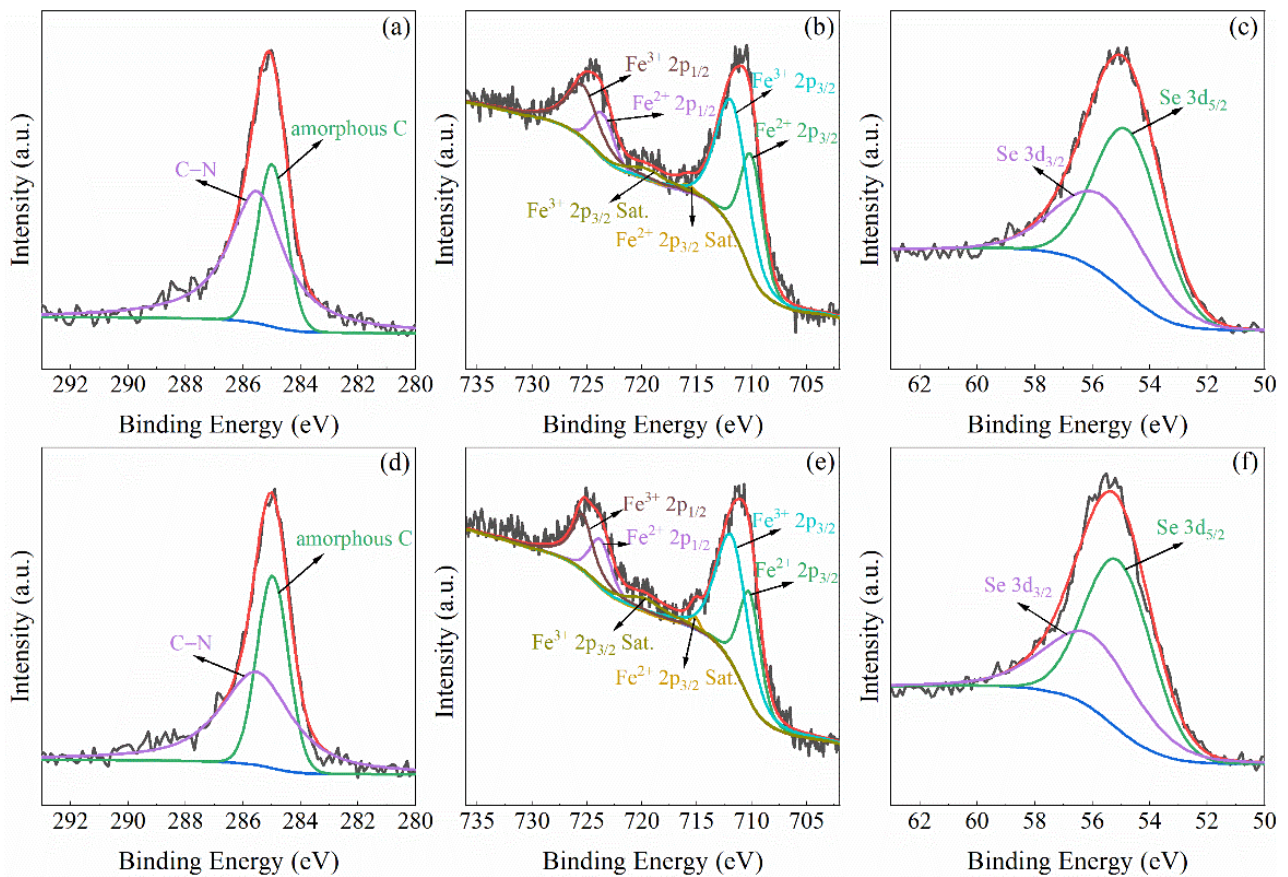 (a)
C–N
amorphous C
Intensity (a.u.)
292 290 288 286 284 282 280
Binding Energy (eV)
(b)
Fe³⁺ 2p₁/₂
Fe²⁺ 2p₁/₂
Fe³⁺ 2p₃/₂
Fe²⁺ 2p₃/₂
Fe³⁺ 2p₃/₂ Sat.
Fe²⁺ 2p₃/₂ Sat.
Intensity (a.u.)
735 730 725 720 715 710 705
Binding Energy (eV)
(c)
Se 3d₅/₂
Se 3d₃/₂
Intensity (a.u.)
62 60 58 56 54 52 50
Binding Energy (eV)
(d)
amorphous C
C–N
Intensity (a.u.)
292 290 288 286 284 282 280
Binding Energy (eV)
(e)
Fe³⁺ 2p₁/₂
Fe²⁺ 2p₁/₂
Fe³⁺ 2p₃/₂
Fe²⁺ 2p₃/₂
Fe³⁺ 2p₃/₂ Sat.
Fe²⁺ 2p₃/₂ Sat.
Intensity (a.u.)
735 730 725 720 715 710 705
Binding Energy (eV)
(f)
Se 3d₅/₂
Se 3d₃/₂
Intensity (a.u.)
62 60 58 56 54 52 50
Binding Energy (eV)